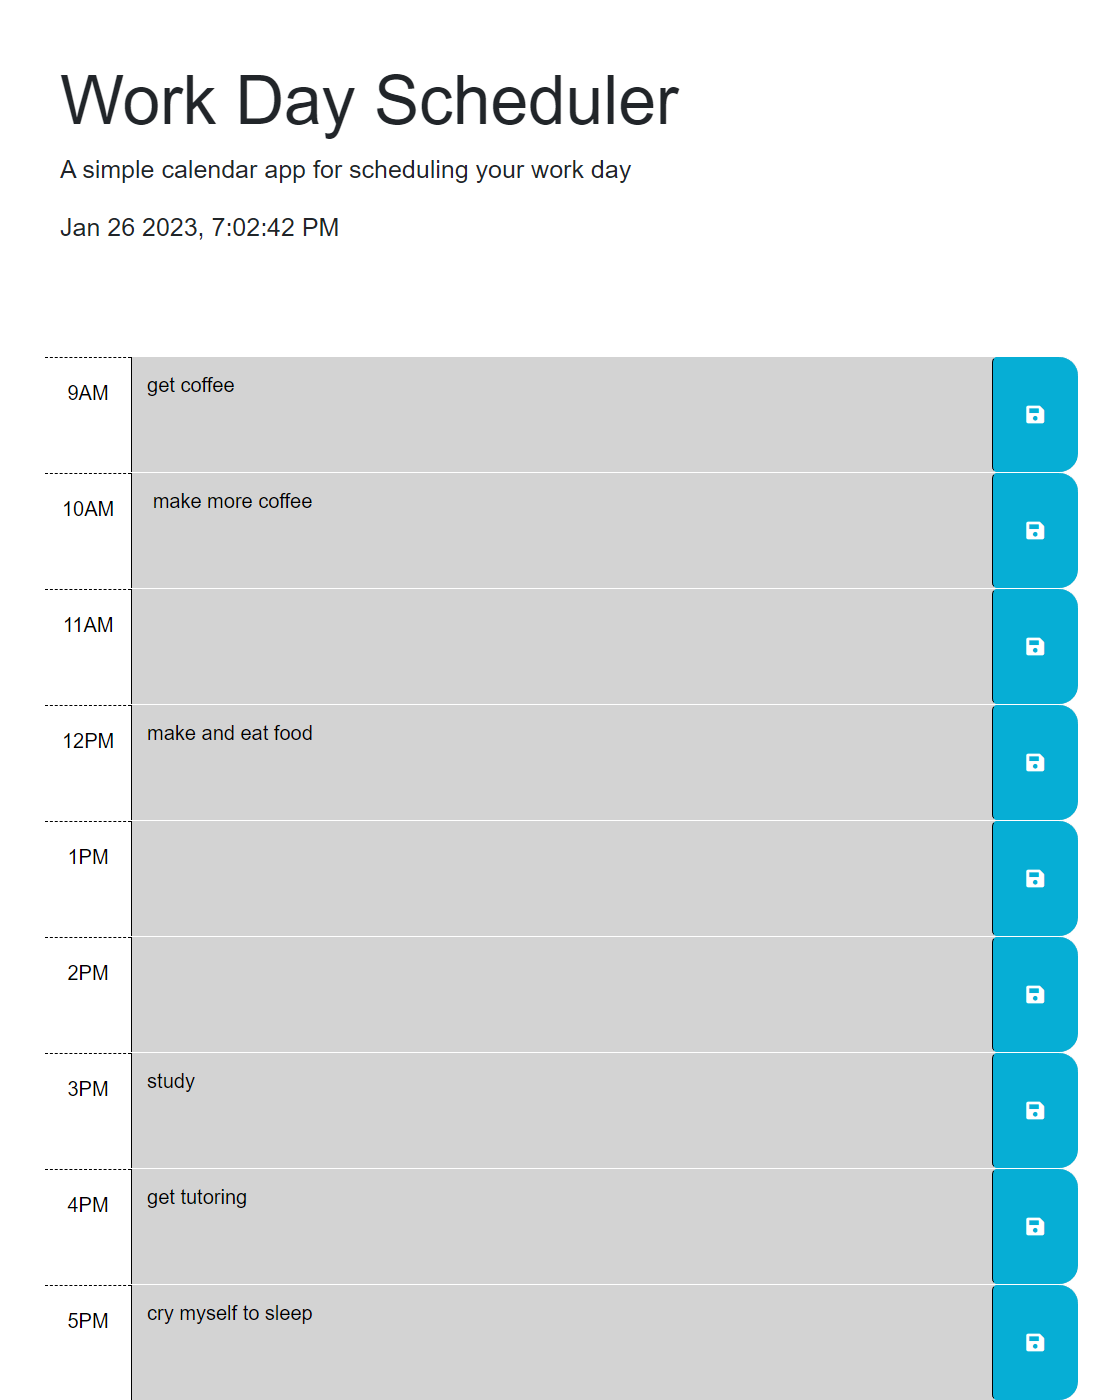 Work Day Scheduler
A simple calendar app for scheduling your work day
Jan 26 2023, 7:02:42 PM
9AM get coffee
10AM make more coffee
11AM
12PM make and eat food
1PM
2PM
3PM study
4PM get tutoring
5PM cry myself to sleep